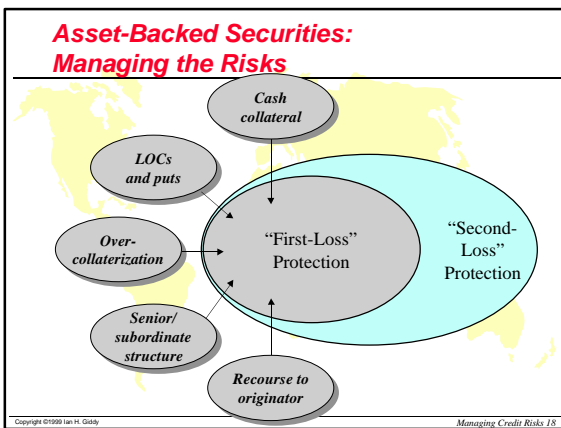 Asset-Backed Securities:
Managing the Risks
Cash
collateral
LOCs
and puts
Over-
collaterization
Senior/
subordinate
structure
Recourse to
originator
“First-Loss”
Protection
“Second-
Loss”
Protection
Copyright ©1999 Ian H. Giddy
Managing Credit Risks 18